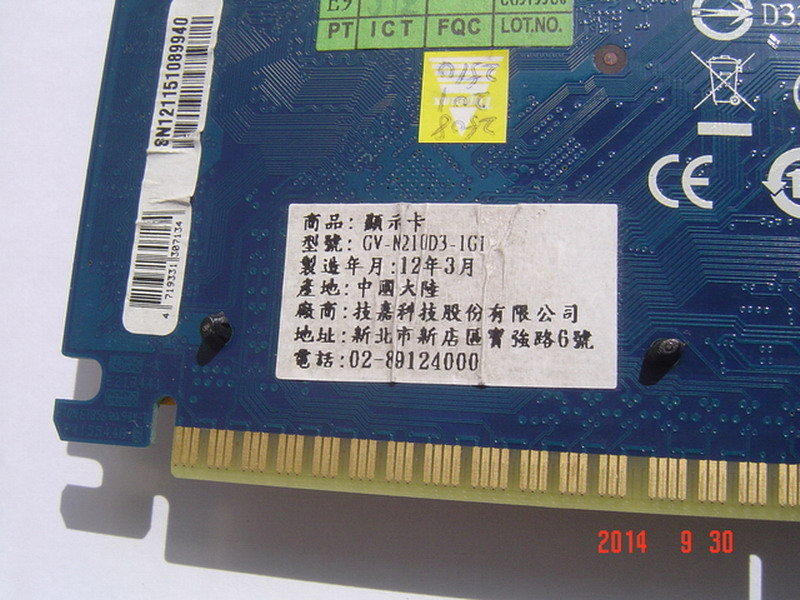 PT ICT FQC LOT.NO.
SN121151089940
4 719331 307134
商品: 顯示卡
型號: GV-N210D3-1GI
製造年月:12年3月
產地:中國大陸
廠商:技嘉科技股份有限公司
地址:新北市新店區寶強路6號
電話:02-89124000
CE
2014 9 30